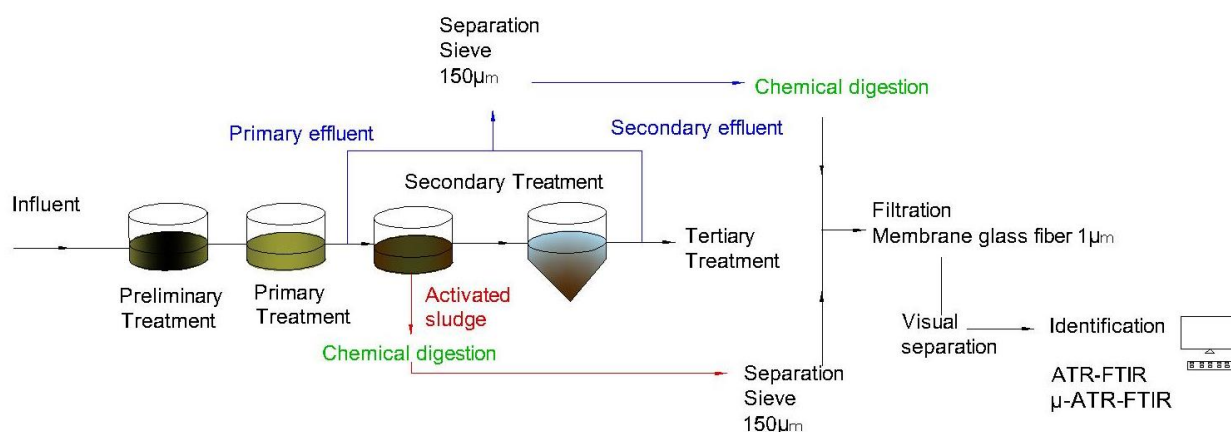 Separation
Sieve
150µm
Chemical digestion
Primary effluent
Secondary effluent
Secondary Treatment
Influent
Filtration
Membrane glass fiber 1µm
Tertiary
Treatment
Preliminary
Treatment
Primary
Treatment
Activated
sludge
Chemical digestion
Visual
separation
Identification
ATR-FTIR
µ-ATR-FTIR
Separation
Sieve
150µm